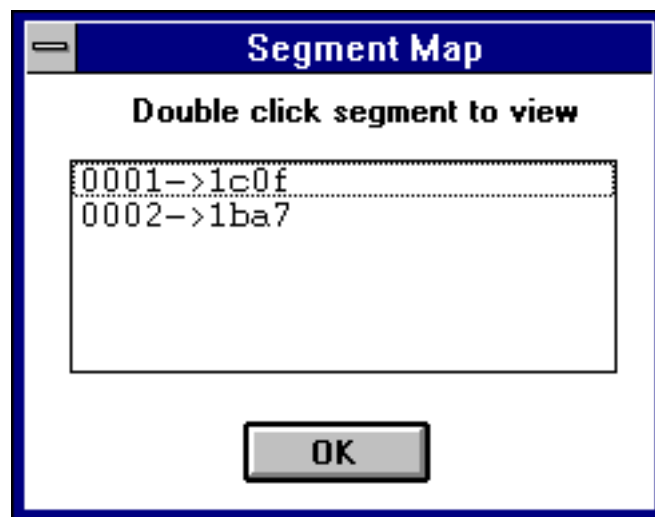 Segment Map
Double click segment to view
0001->1c0f
0002->1ba7
OK